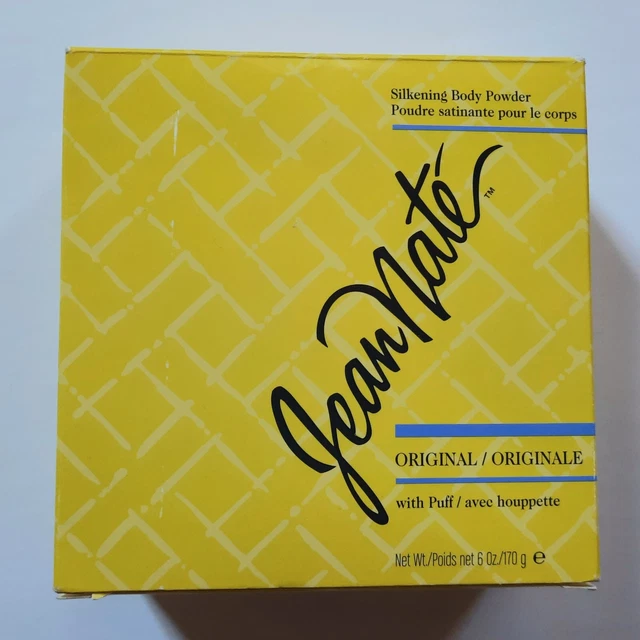 Silkening Body Powder
Poudre satinante pour le corps
Jean Naté™
ORIGINAL / ORIGINALE
with Puff / avec houppette
Net Wt./Poids net 6 Oz./170 g ℮